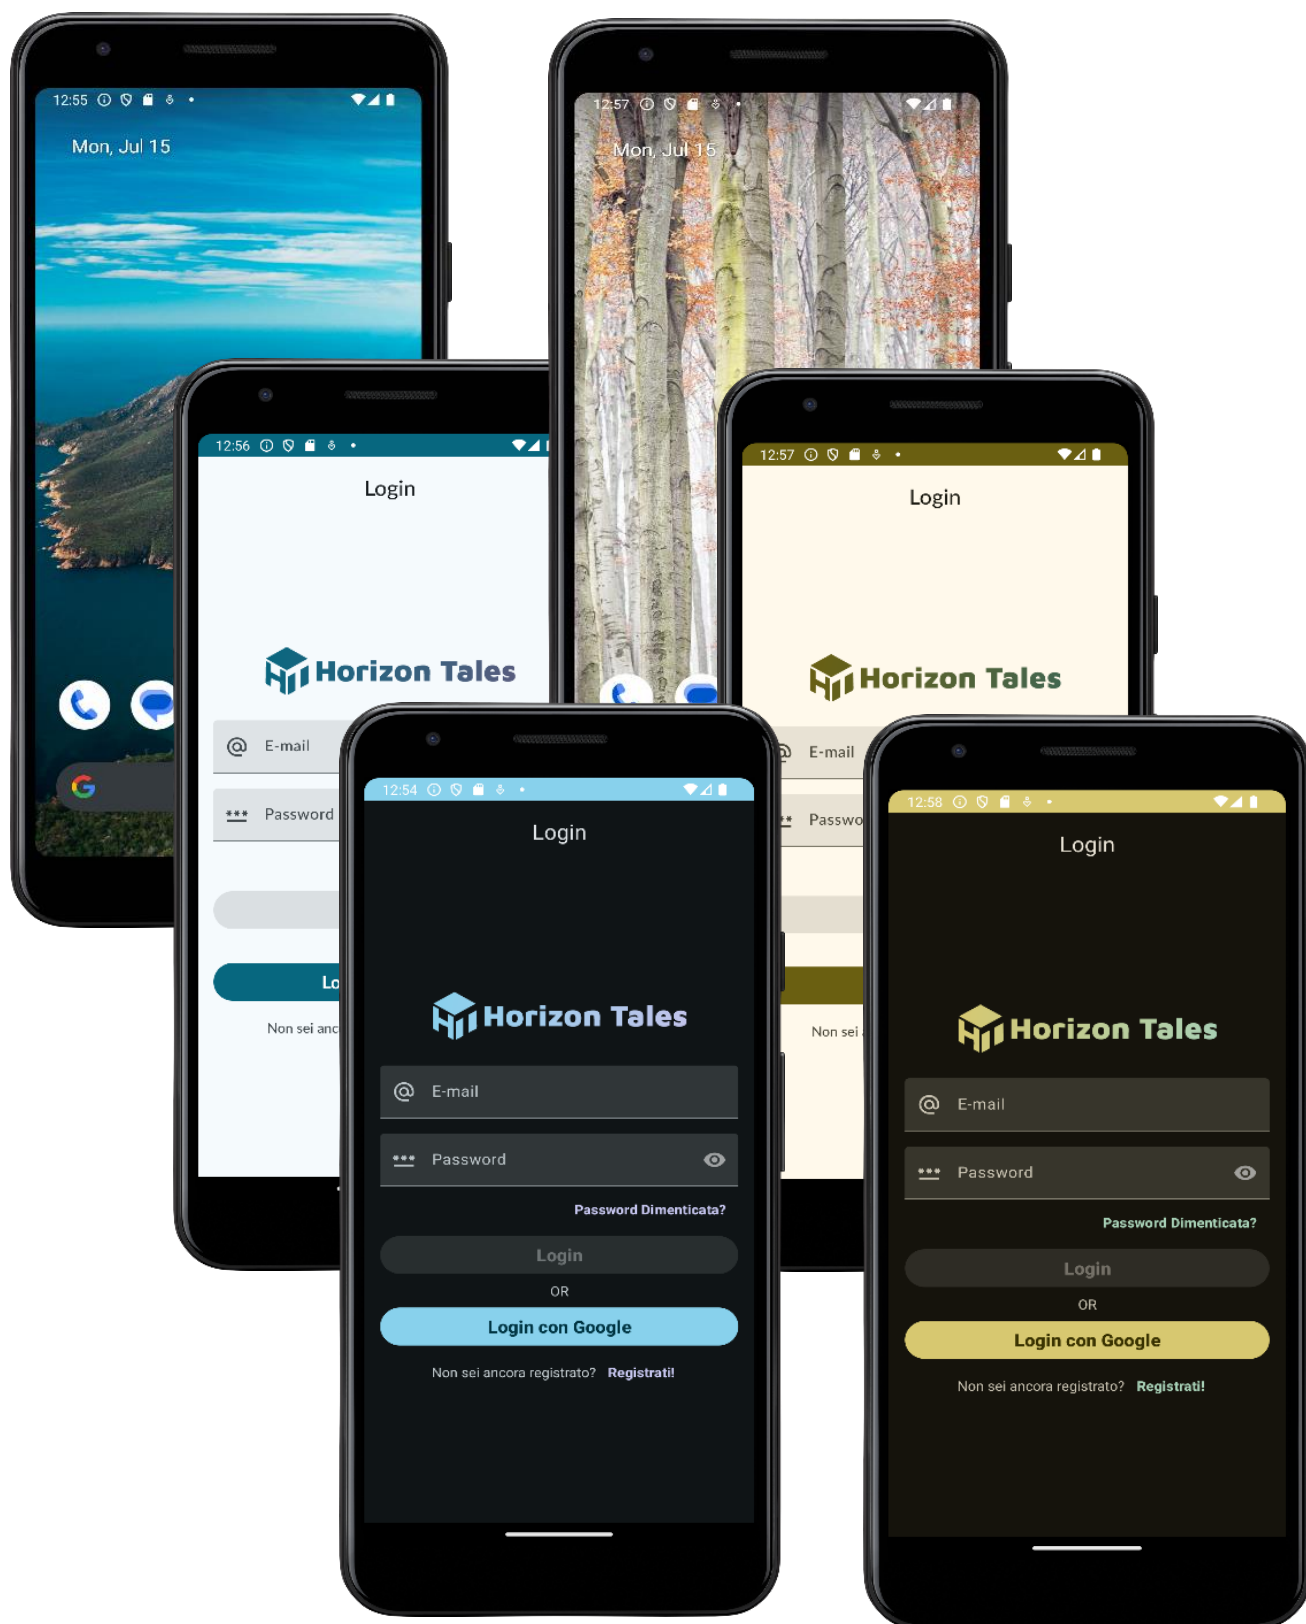 12:55
Mon, Jul 15
12:57
Mon, Jul 15
12:56
Login
Horizon Tales
E-mail
Password
Non sei
12:57
Login
Horizon Tales
E-mail
Non sei
12:54
Login
Horizon Tales
E-mail
Password
Password Dimenticata?
Login
OR
Login con Google
Non sei ancora registrato? Registrati!
12:58
Login
Horizon Tales
E-mail
Password
Password Dimenticata?
Login
OR
Login con Google
Non sei ancora registrato? Registrati!